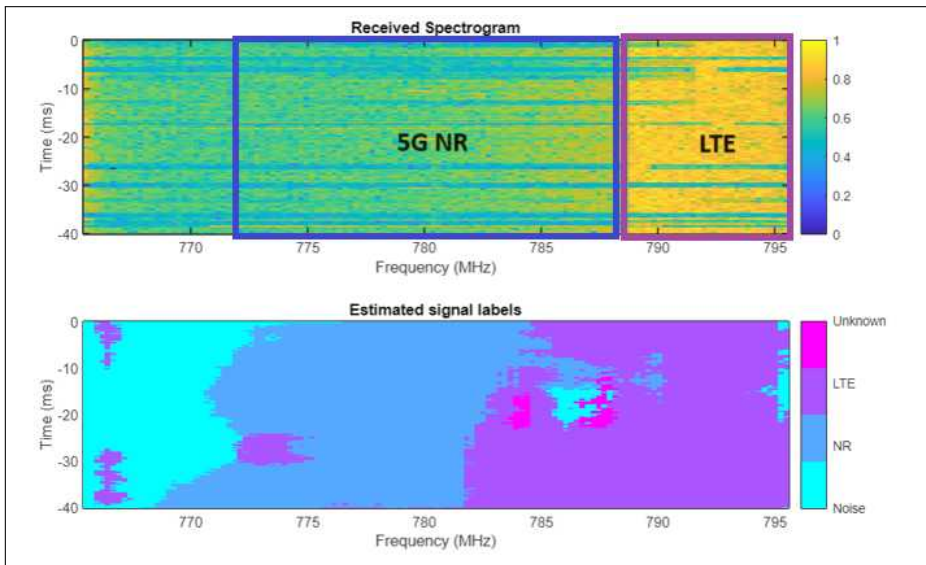 Received Spectrogram
0
-10
-20
-30
-40
Time (ms)
5G NR
LTE
770
775
780
785
790
795
Frequency (MHz)
1
0.8
0.6
0.4
0.2
0
Estimated signal labels
0
-10
-20
-30
-40
Time (ms)
770
775
780
785
790
795
Frequency (MHz)
Unknown
LTE
NR
Noise